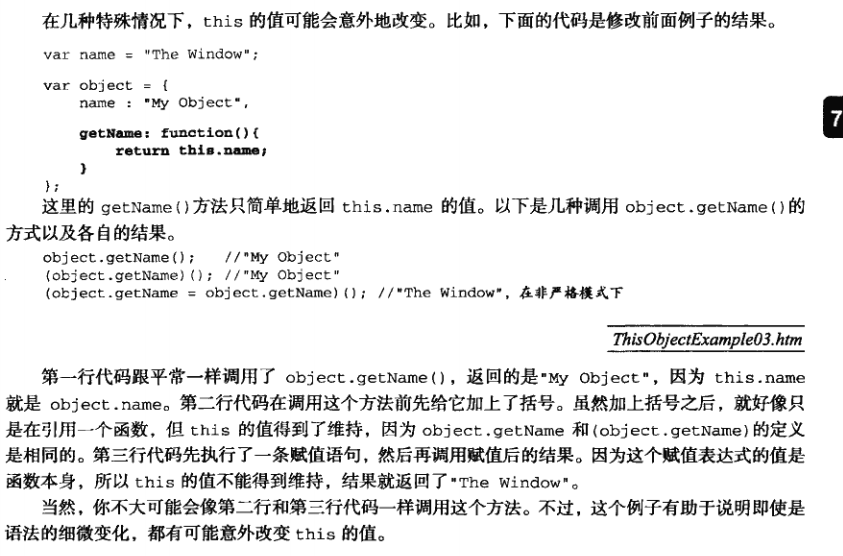 在几种特殊情况下，this 的值可能会意外地改变。比如，下面的代码是修改前面例子的结果。
var name = "The Window";
var object = {
name : "My Object",
getName: function(){
return this.name;
}
};
7
这里的 getName()方法只简单地返回 this.name 的值。以下是几种调用 object.getName()的
方式以及各自的结果。
object.getName(); //"My Object"
(object.getName)(); //"My Object"
(object.getName = object.getName)(); //"The Window"，在非严格模式下
ThisObjectExample03.htm
第一行代码跟平常一样调用了 object.getName()，返回的是"My Object"，因为 this.name
就是 object.name。第二行代码在调用这个方法前先给它加上了括号。虽然加上括号之后，就好像只
是在引用一个函数，但 this 的值得到了维持，因为 object.getName 和(object.getName)的定义
是相同的。第三行代码先执行了一条赋值语句，然后再调用赋值后的结果。因为这个赋值表达式的值是
函数本身，所以 this 的值不能得到维持，结果就返回了"The Window"。
当然，你不大可能会像第二行和第三行代码一样调用这个方法。不过，这个例子有助于说明即使是
语法的细微变化，都有可能意外改变 this 的值。